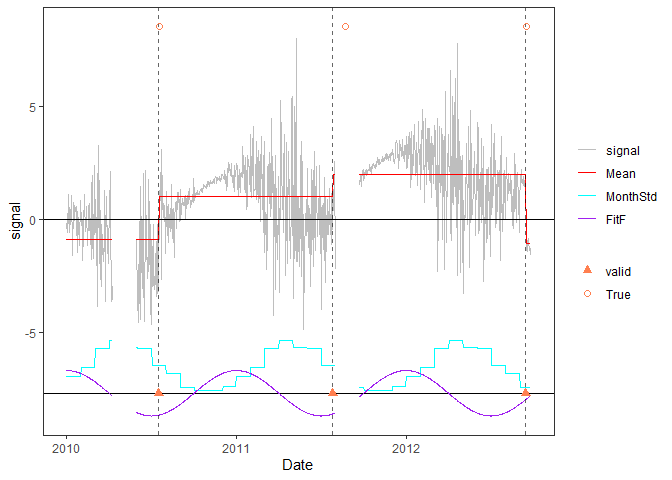 5
0
-5
signal
2010
2011
2012
Date
signal
Mean
MonthStd
FitF
valid
True